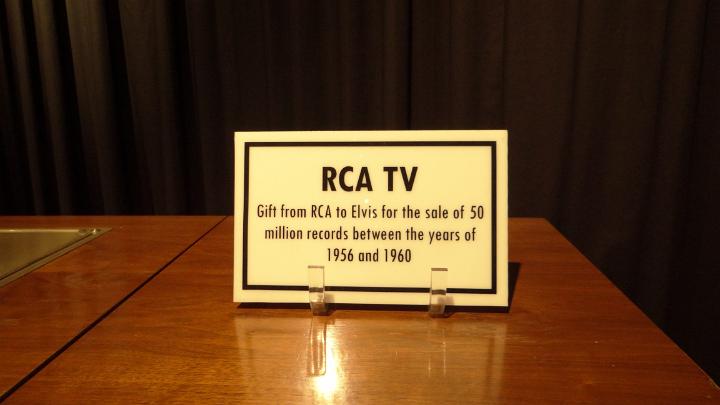 RCA TV
Gift from RCA to Elvis for the sale of 50
million records between the years of
1956 and 1960